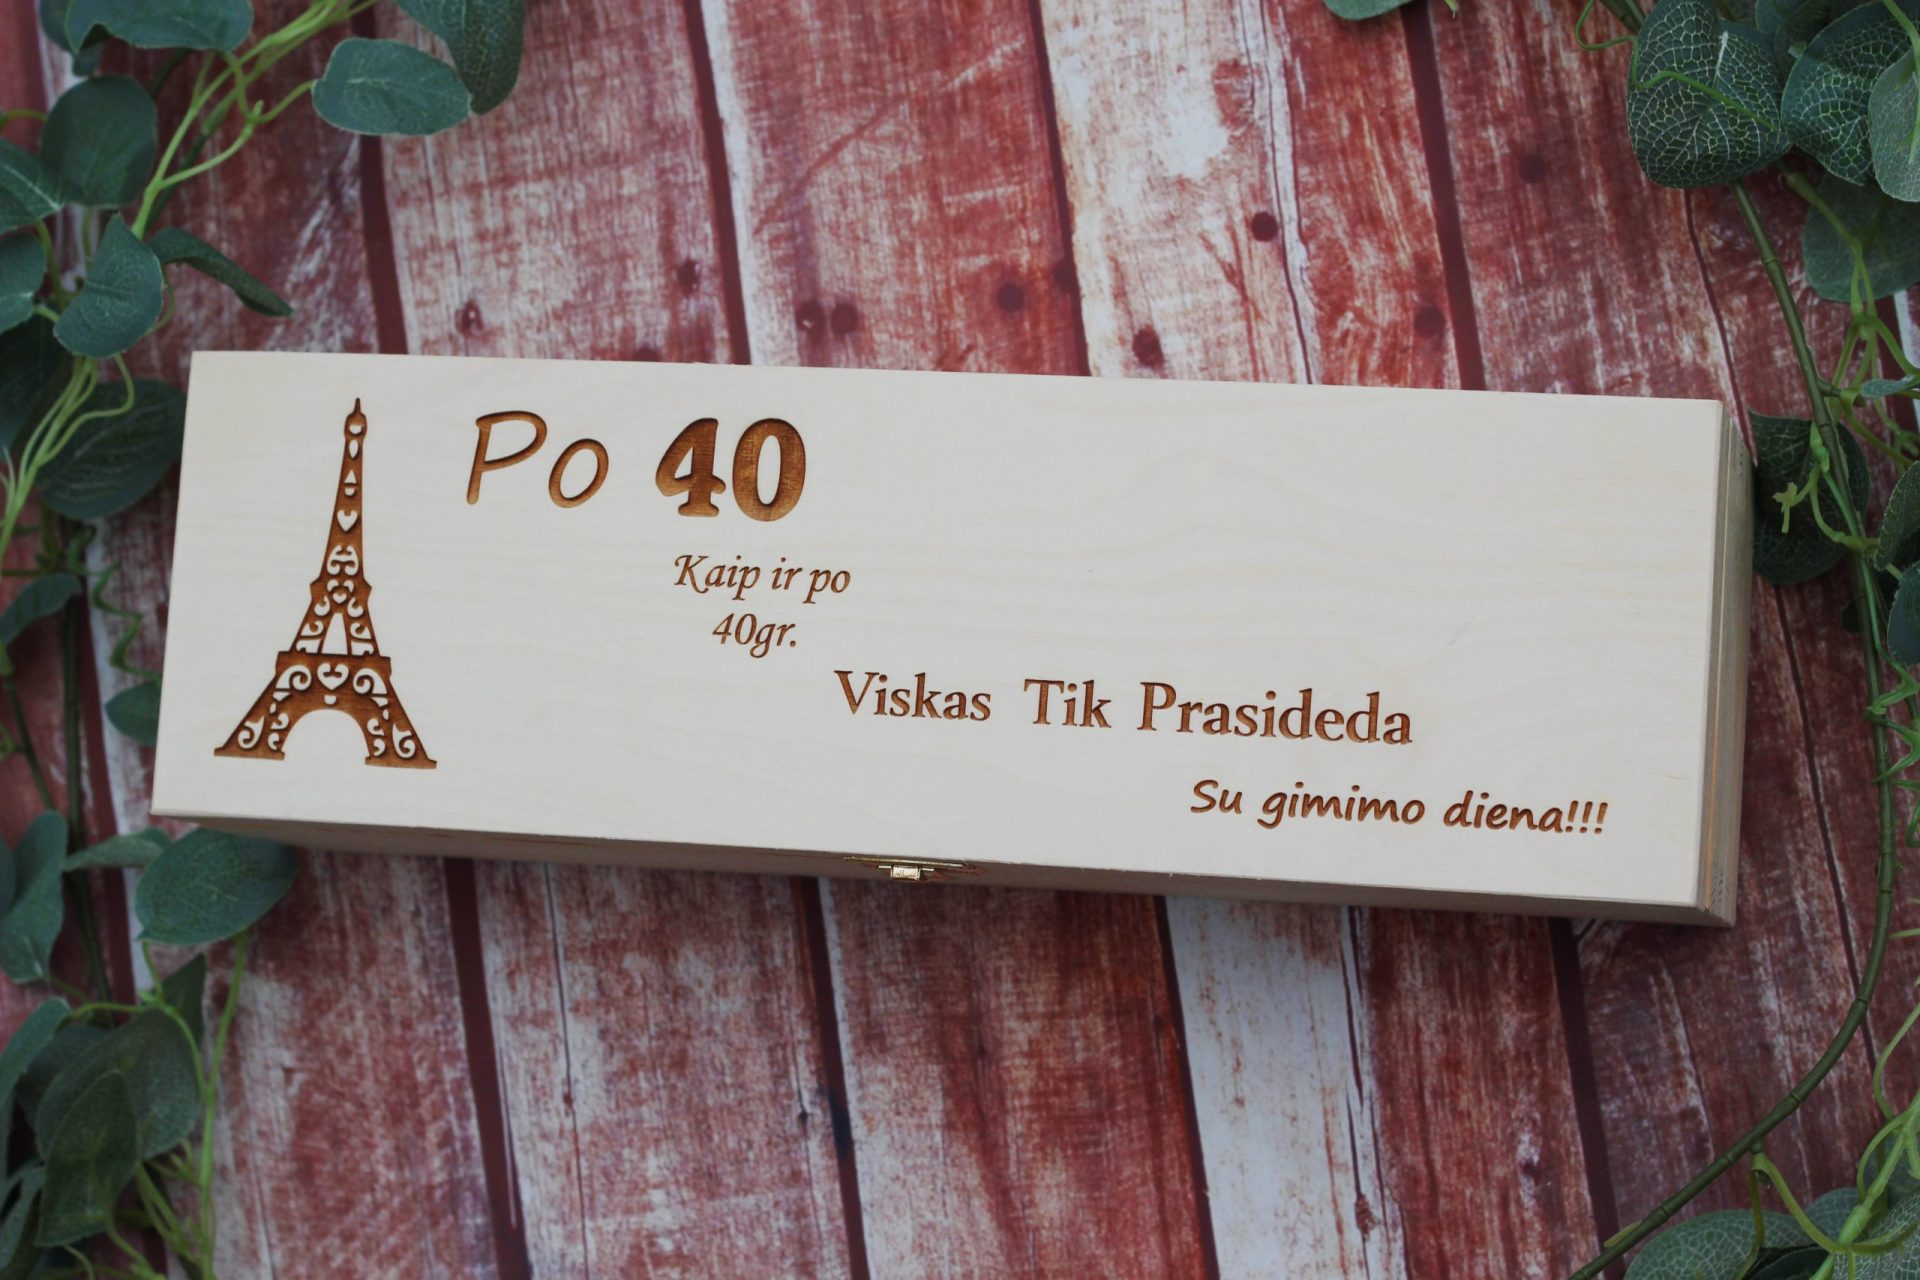 Po 40
Kaip ir po
40gr.
Viskas Tik Prasideda
Su gimimo diena!!!